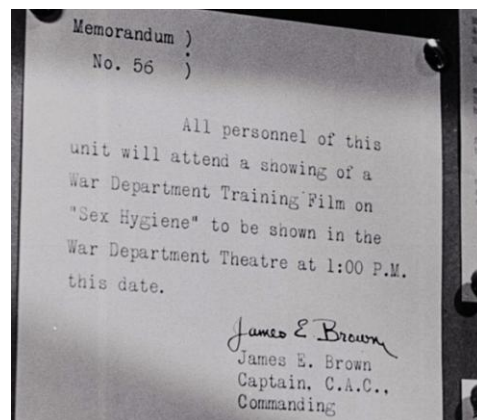 Memorandum )
:
No. 56 )
All personnel of this
unit will attend a showing of a
War Department Training Film on
"Sex Hygiene" to be shown in the
War Department Theatre at 1:00 P.M.
this date.
James E Brown
James E. Brown
Captain, C.A.C.,
Commanding